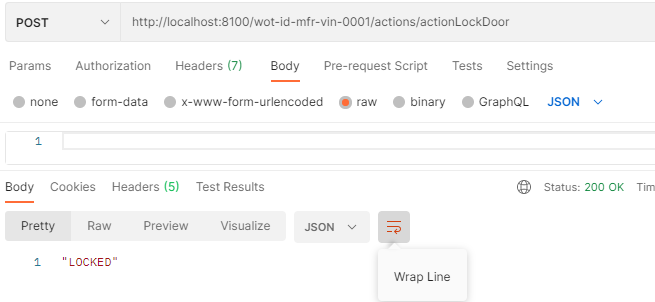 POST http://localhost:8100/wot-id-mfr-vin-0001/actions/actionLockDoor
Params Authorization Headers (7) Body Pre-request Script Tests Settings
none form-data x-www-form-urlencoded raw binary GraphQL JSON
1
Body Cookies Headers (5) Test Results Status: 200 OK Tim
Pretty Raw Preview Visualize JSON
1 "LOCKED"
Wrap Line